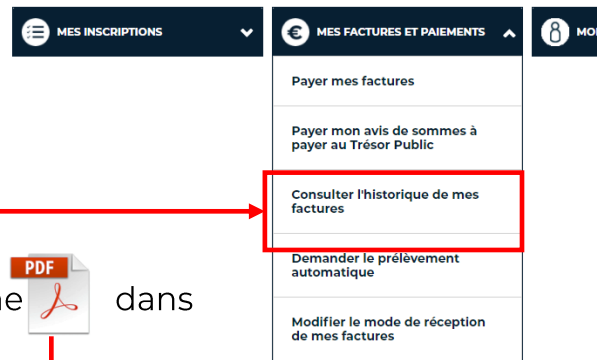 MES INSCRIPTIONS
MES FACTURES ET PAIEMENTS
Payer mes factures
Payer mon avis de sommes à
payer au Trésor Public
Consulter l'historique de mes
factures
Demander le prélèvement
automatique
PDF
dans
Modifier le mode de réception
de mes factures